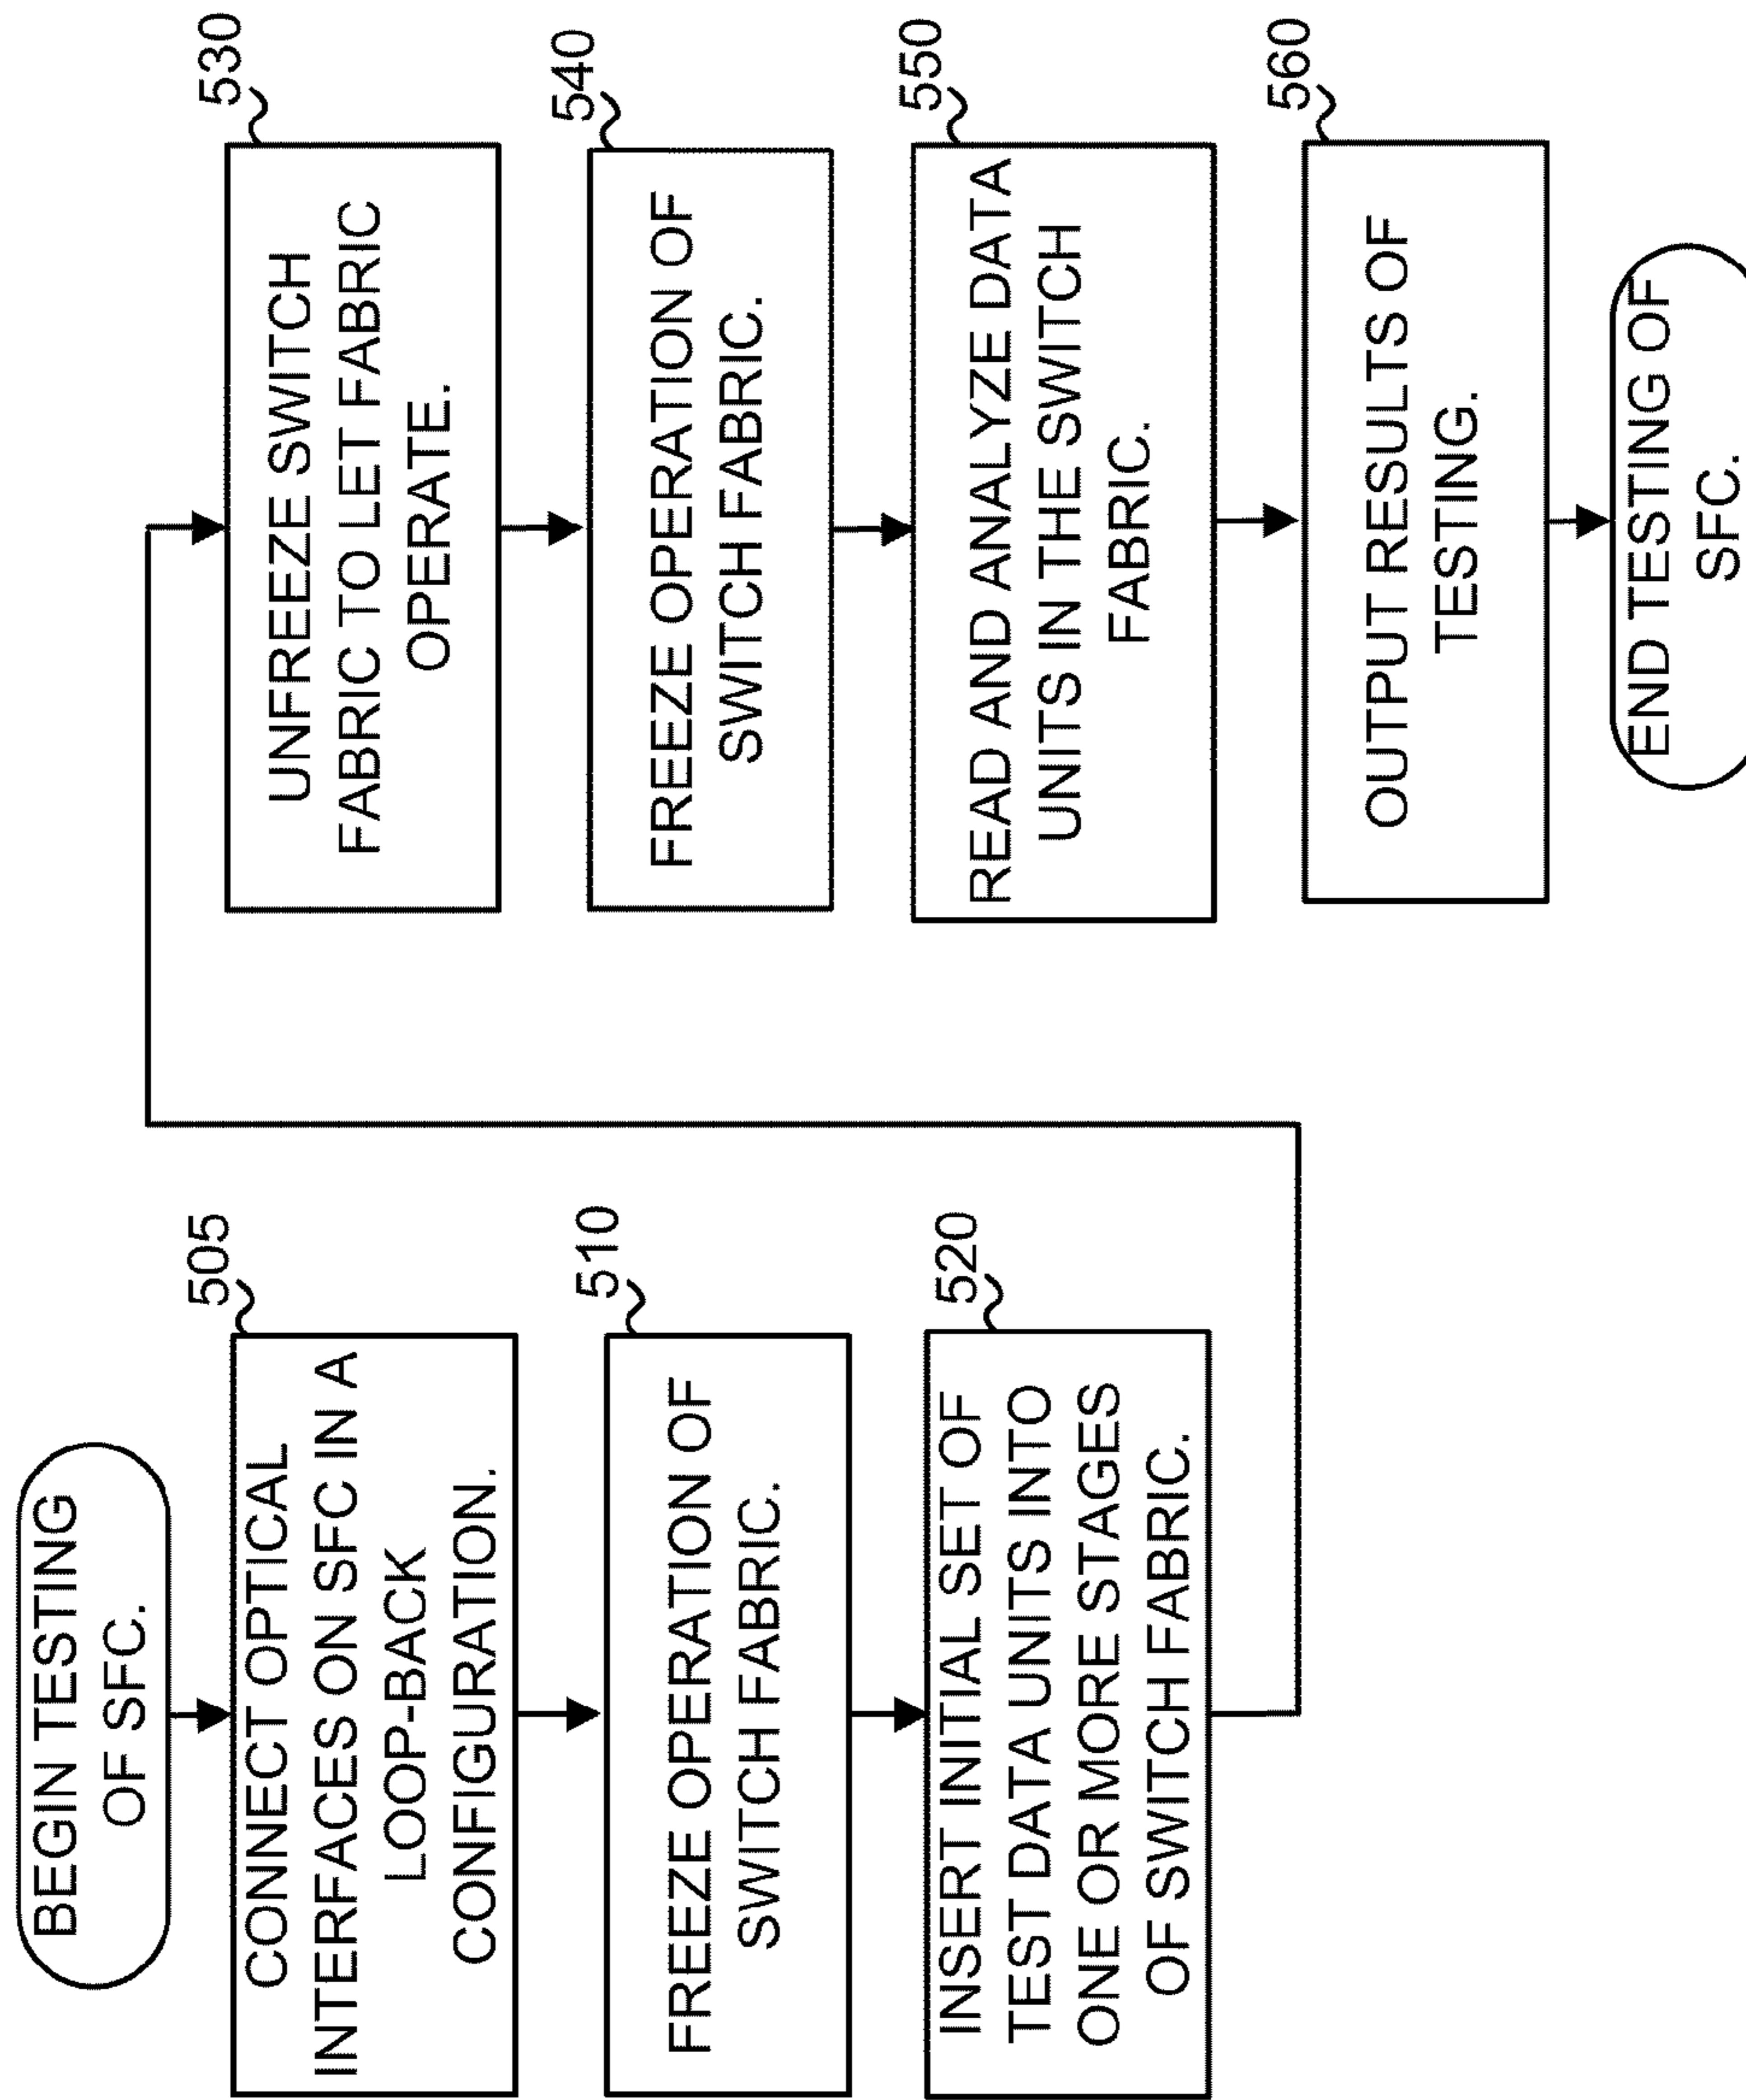 BEGIN TESTING
OF SFC.
505
CONNECT OPTICAL
INTERFACES ON SFC IN A
LOOP-BACK
CONFIGURATION.
510
FREEZE OPERATION OF
SWITCH FABRIC.
520
INSERT INITIAL SET OF
TEST DATA UNITS INTO
ONE OR MORE STAGES
OF SWITCH FABRIC.
530
UNFREEZE SWITCH
FABRIC TO LET FABRIC
OPERATE.
540
FREEZE OPERATION OF
SWITCH FABRIC.
550
READ AND ANALYZE DATA
UNITS IN THE SWITCH
FABRIC.
560
OUTPUT RESULTS OF
TESTING.
END TESTING OF
SFC.